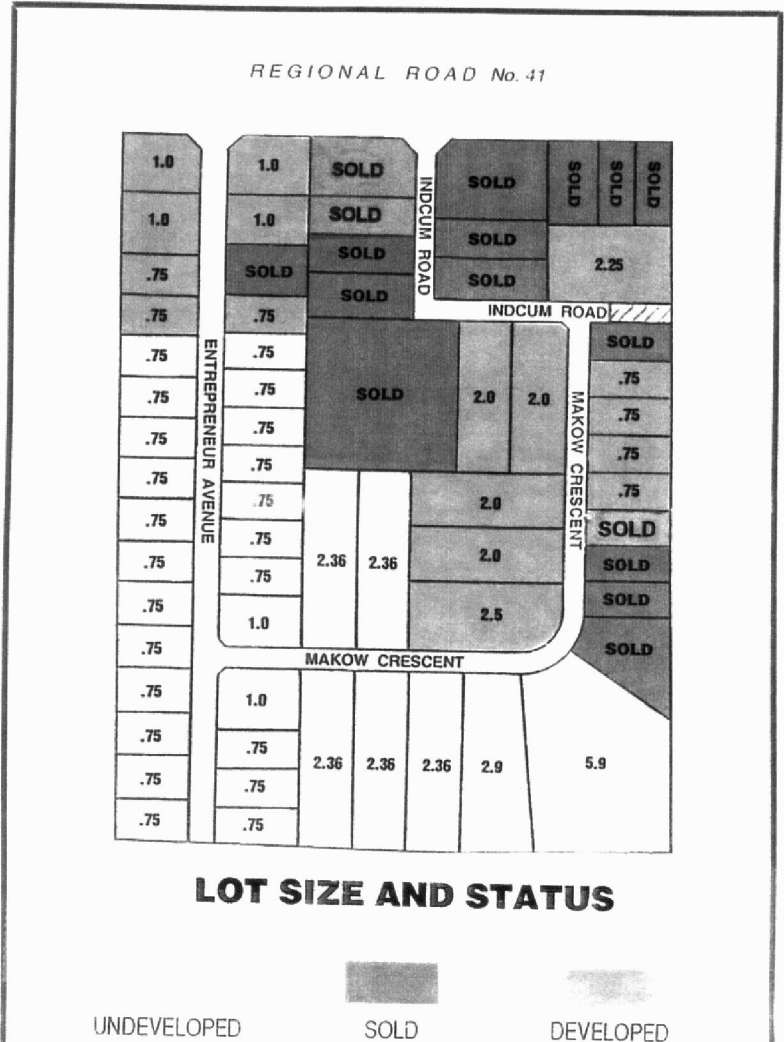 REGIONAL ROAD No. 41
1.0
1.0
.75
.75
.75
.75
.75
.75
.75
.75
.75
.75
.75
.75
.75
.75
ENTREPRENEUR AVENUE
1.0
1.0
SOLD
.75
.75
.75
.75
.75
.75
.75
.75
1.0
SOLD
SOLD
SOLD
SOLD
INDCUM ROAD
SOLD
SOLD
SOLD
SOLD
SOLD
SOLD
2.25
INDCUM ROAD
SOLD
2.0
2.0
2.36
2.36
2.0
2.0
2.5
MAKOW CRESCENT
SOLD
.75
.75
.75
.75
SOLD
SOLD
SOLD
SOLD
MAKOW CRESCENT
1.0
.75
.75
.75
2.36
2.36
2.36
2.9
5.9
LOT SIZE AND STATUS
UNDEVELOPED
SOLD
DEVELOPED